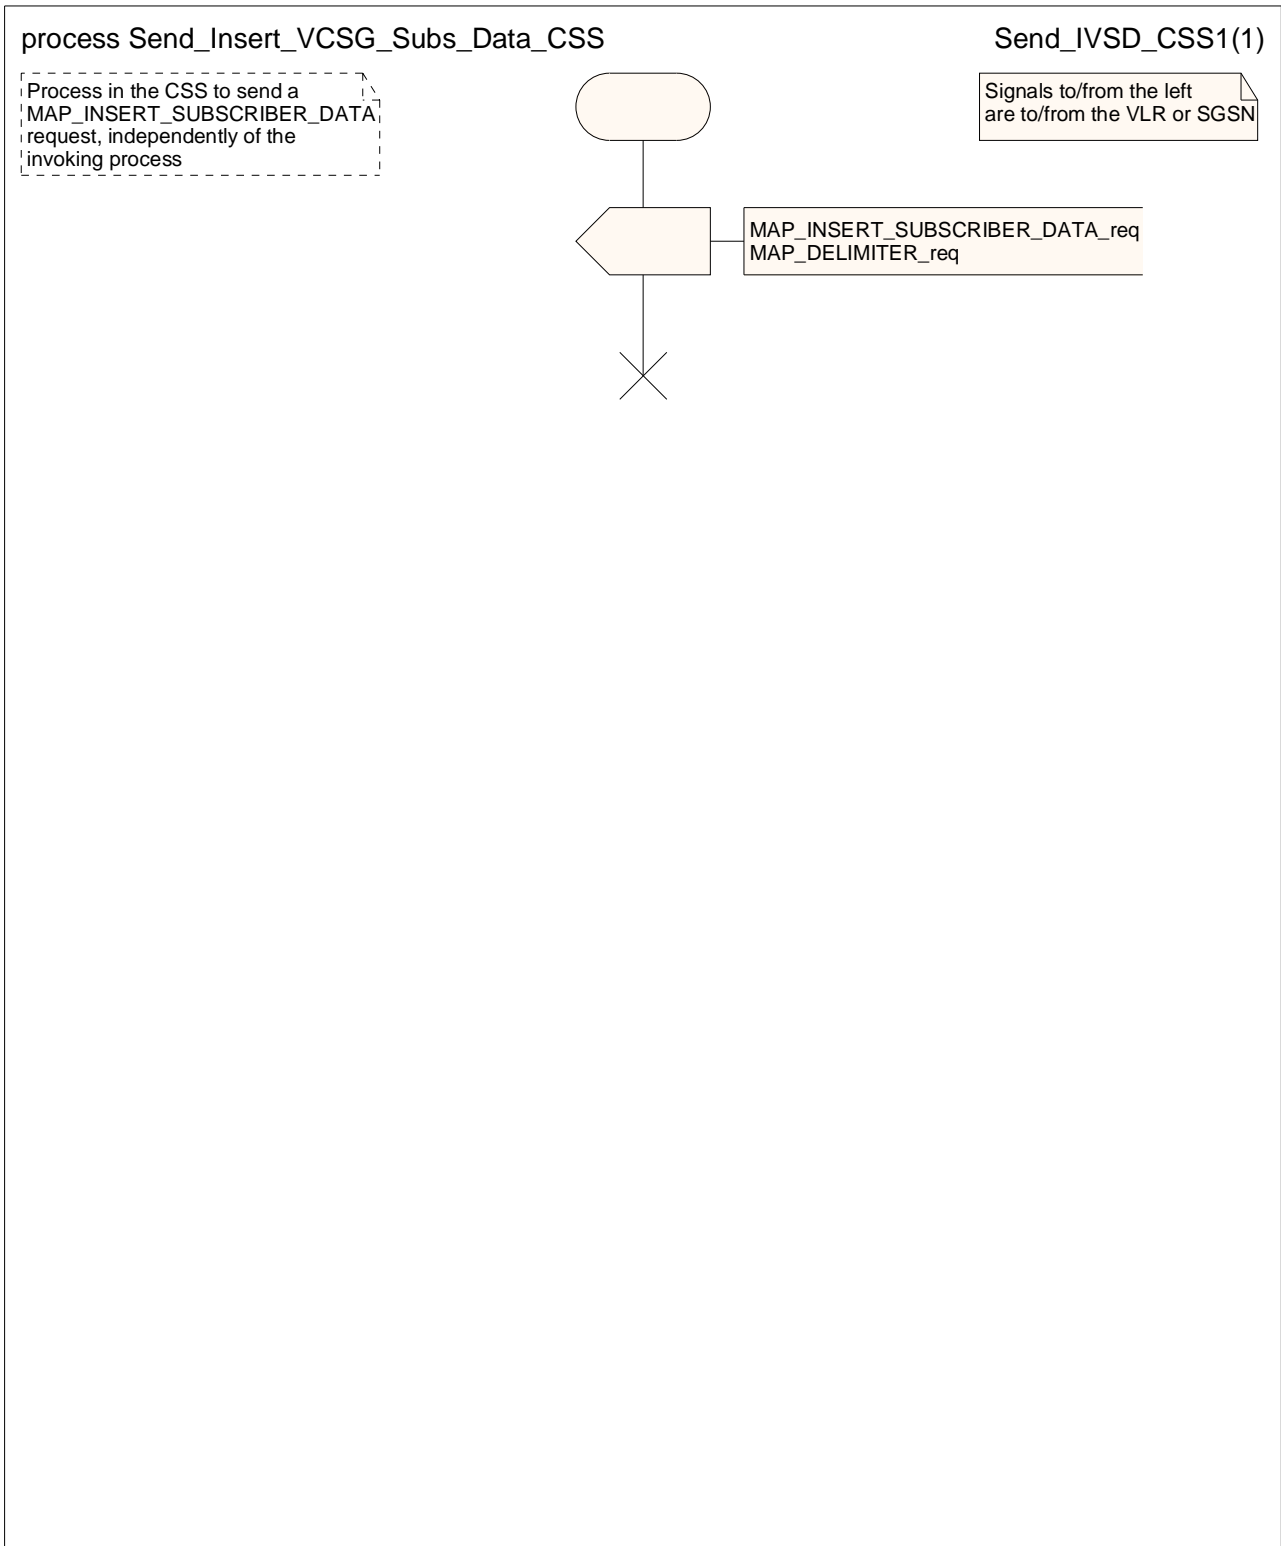 process Send_Insert_VCSG_Subs_Data_CSS
Send_IVSD_CSS1(1)
Process in the CSS to send a
MAP_INSERT_SUBSCRIBER_DATA
request, independently of the
invoking process
Signals to/from the left
are to/from the VLR or SGSN
MAP_INSERT_SUBSCRIBER_DATA_req
MAP_DELIMITER_req